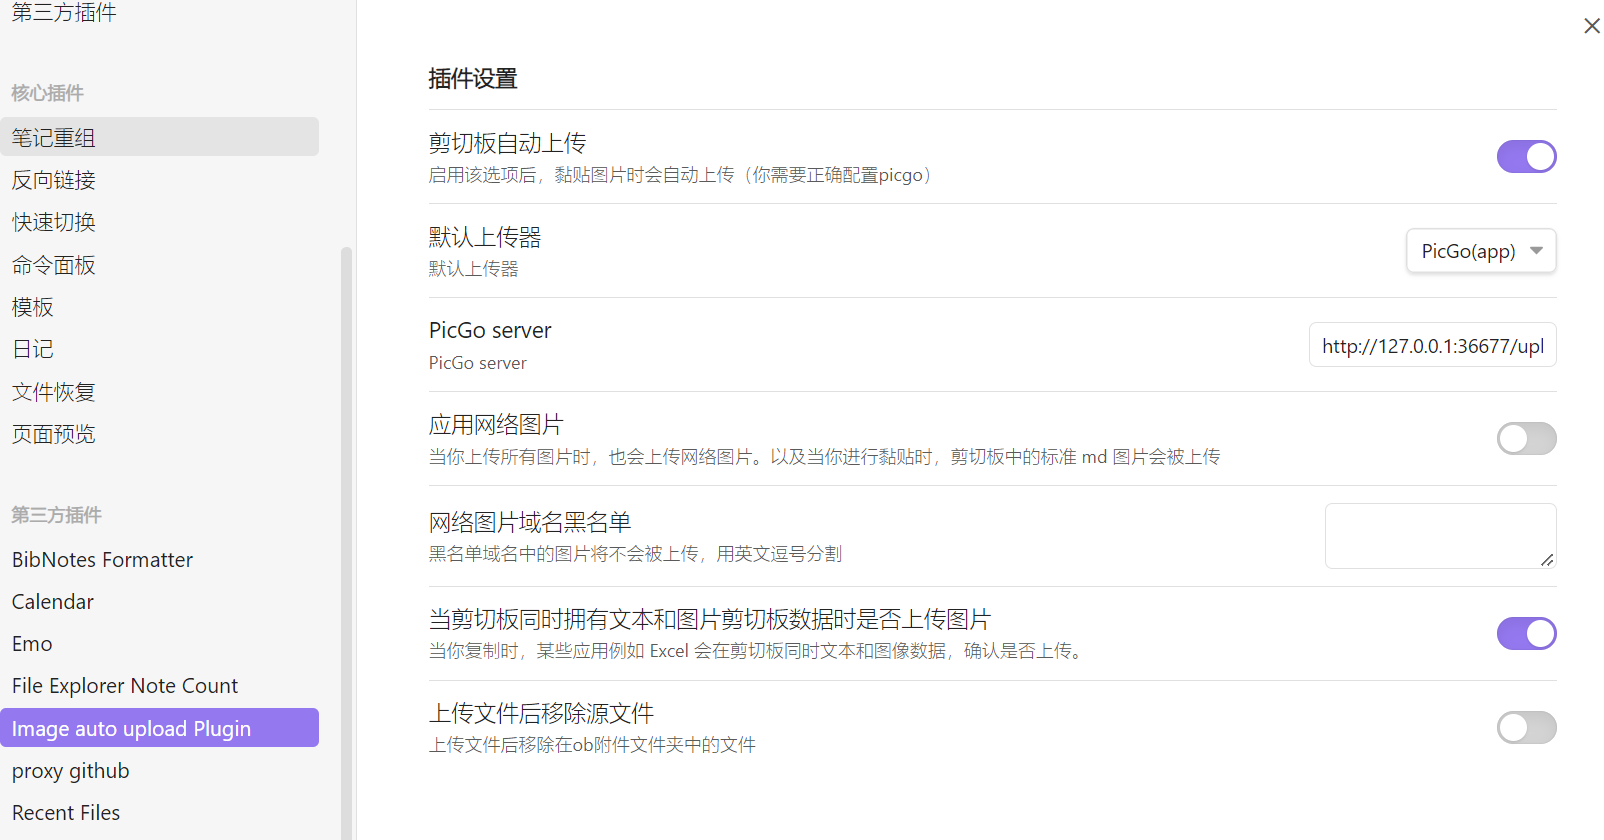 第三方插件
核心插件
笔记重组
反向链接
快速切换
命令面板
模板
日记
文件恢复
页面预览
第三方插件
BibNotes Formatter
Calendar
Emo
File Explorer Note Count
Image auto upload Plugin
proxy github
Recent Files
插件设置
剪切板自动上传
启用该选项后，黏贴图片时会自动上传（你需要正确配置picgo）
默认上传器
默认上传器
PicGo(app)
PicGo server
PicGo server
http://127.0.0.1:36677/upl
应用网络图片
当你上传所有图片时，也会上传网络图片。以及当你进行黏贴时，剪切板中的标准 md 图片会被上传
网络图片域名黑名单
黑名单域名中的图片将不会被上传，用英文逗号分割
当剪切板同时拥有文本和图片剪切板数据时是否上传图片
当你复制时，某些应用例如 Excel 会在剪切板同时文本和图像数据，确认是否上传。
上传文件后移除源文件
上传文件后移除在ob附件文件夹中的文件